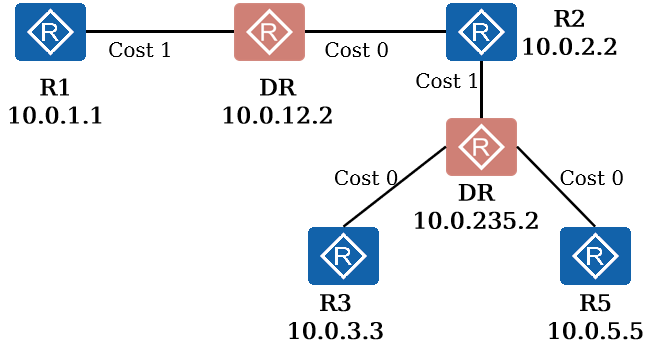 R
R
R
R2
10.0.2.2
Cost 1
Cost 0
R1
10.0.1.1
DR
10.0.12.2
Cost 1
R
Cost 0
Cost 0
DR
10.0.235.2
R
R
R3
10.0.3.3
R5
10.0.5.5